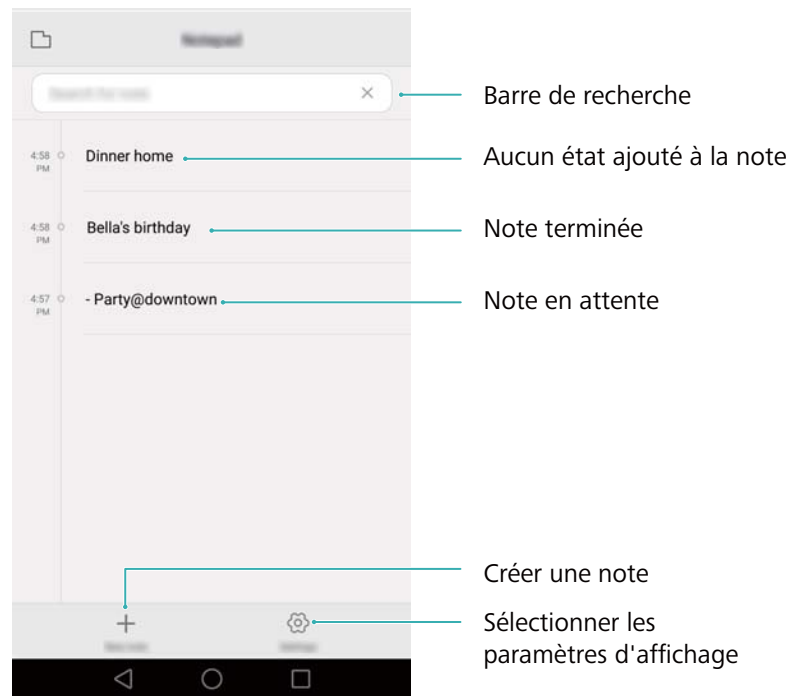 Barre de recherche
4:58
PM
Dinner home
Aucun état ajouté à la note
4:58
PM
Bella's birthday
Note terminée
4:57
PM
- Party@downtown
Note en attente
Créer une note
Sélectionner les
paramètres d'affichage